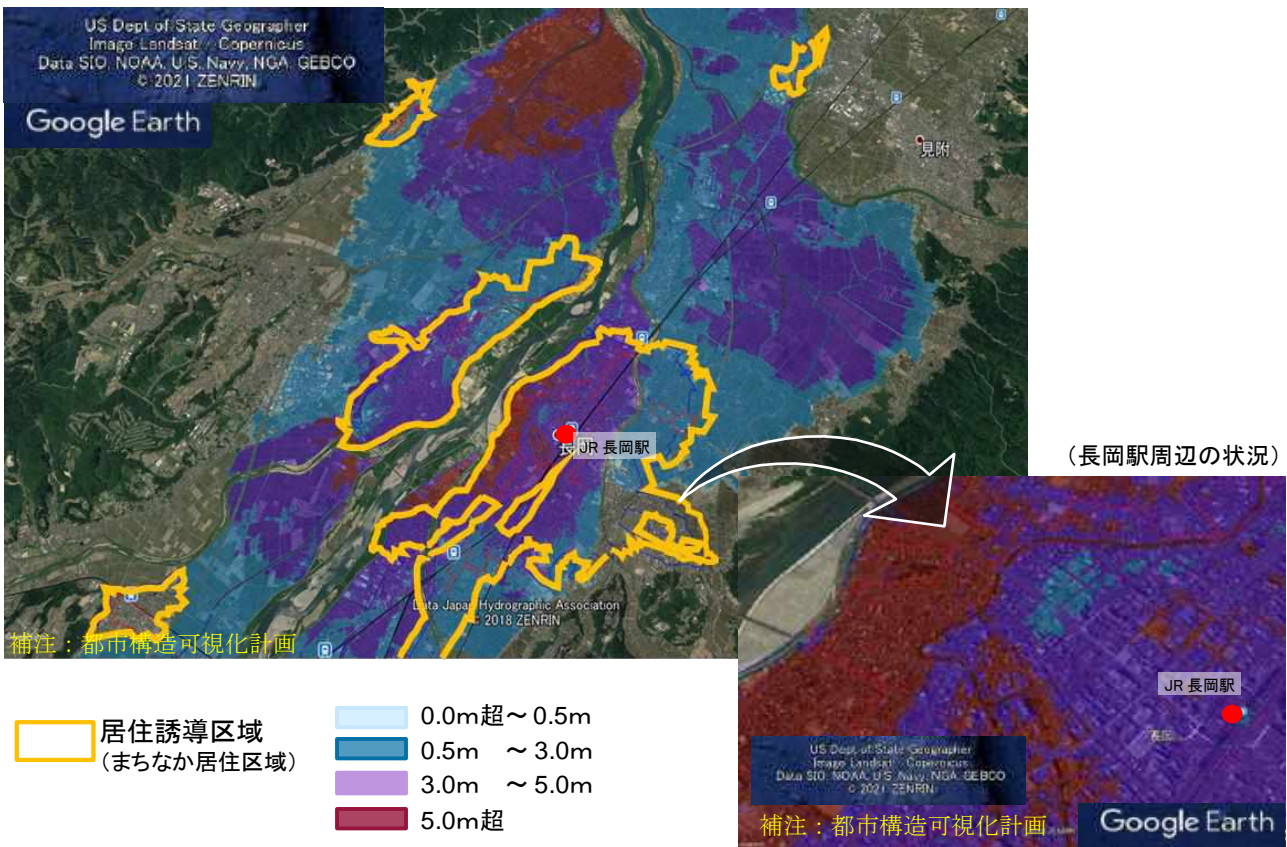 US Dept of State Geographer
Image Landsat / Copernicus
Data SIO, NOAA, U.S. Navy, NGA, GEBCO
© 2021 ZENRIN
Google Earth
見附
JR 長岡駅
Data Japan Hydrographic Association
© 2018 ZENRIN
補注：都市構造可視化計画
（長岡駅周辺の状況）
JR 長岡駅
長岡
US Dept of State Geographer
Image Landsat / Copernicus
Data SIO, NOAA, U.S. Navy, NGA, GEBCO
© 2021 ZENRIN
補注：都市構造可視化計画
Google Earth
居住誘導区域
（まちなか居住区域）
0.0m超～0.5m
0.5m　～3.0m
3.0m　～5.0m
5.0m超